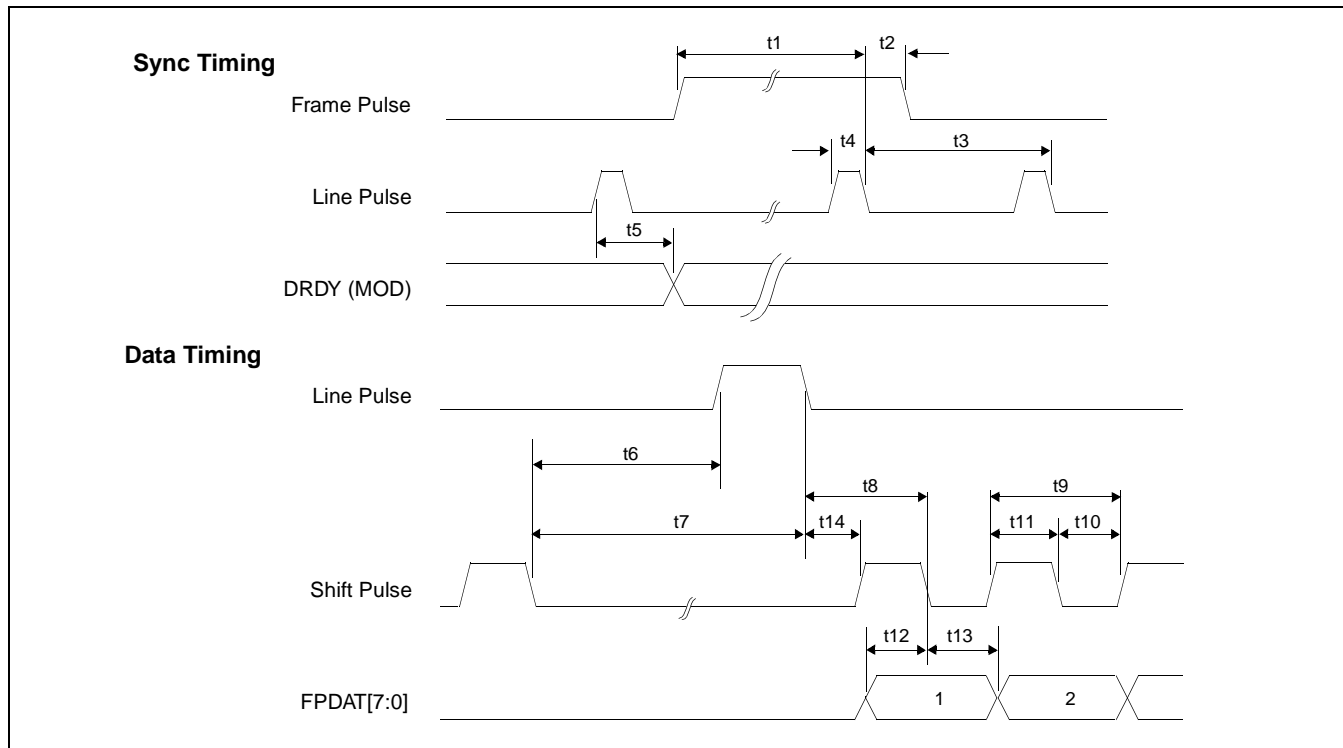 Sync Timing
t1
t2
Frame Pulse
t4
t3
Line Pulse
t5
DRDY (MOD)
Data Timing
Line Pulse
t6
t8
t9
t7
t14
t11
t10
Shift Pulse
t12
t13
FPDAT[7:0]
1
2